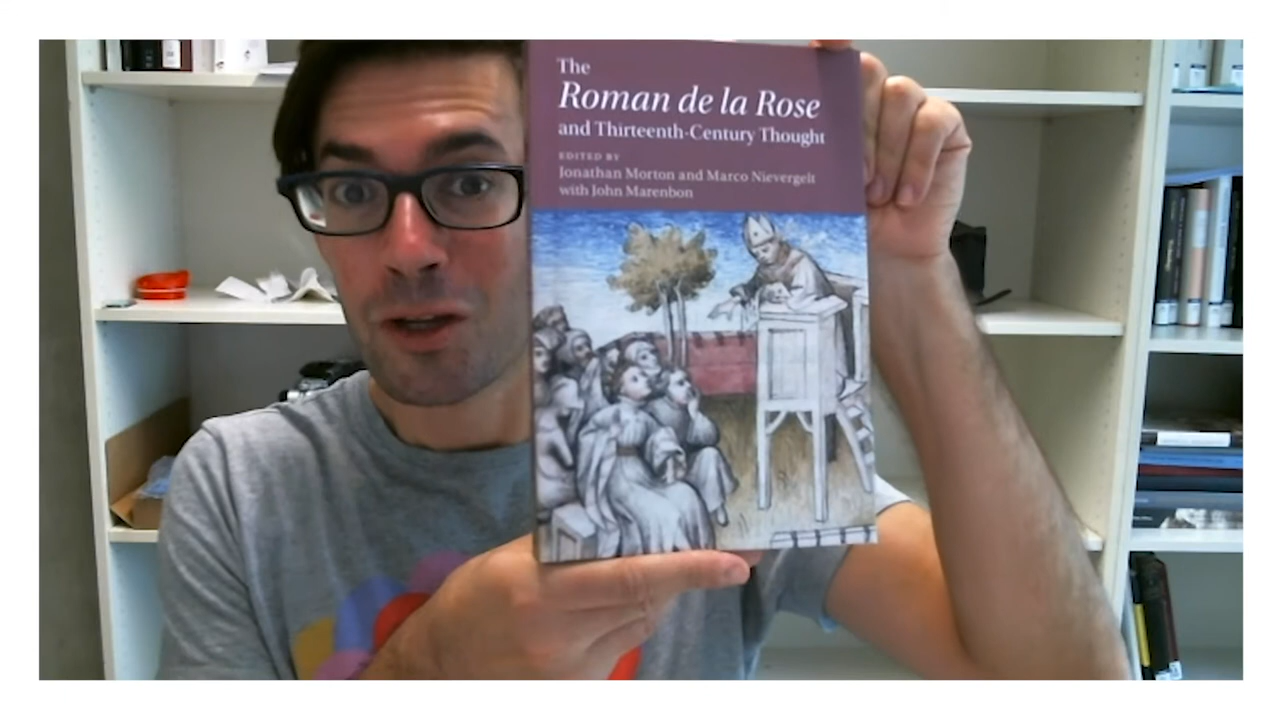 The
Roman de la Rose
and Thirteenth-Century Thought
EDITED BY
Jonathan Morton and Marco Nievergelt
with John Marenbon